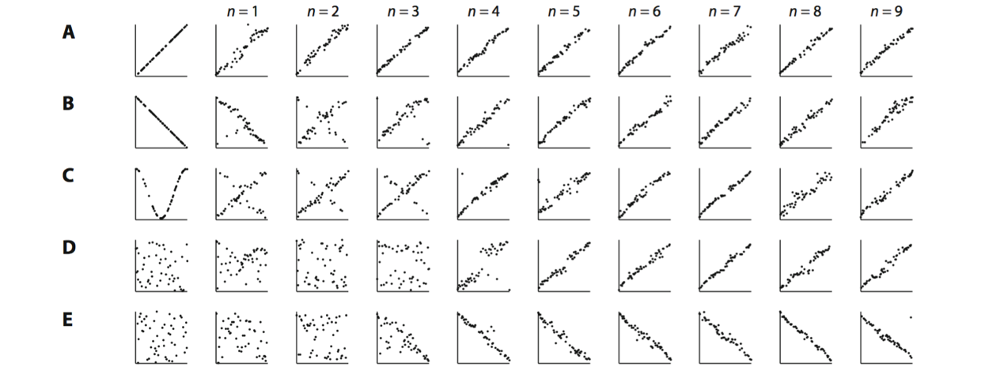 n = 1 n = 2 n = 3 n = 4 n = 5 n = 6 n = 7 n = 8 n = 9
A
B
C
D
E